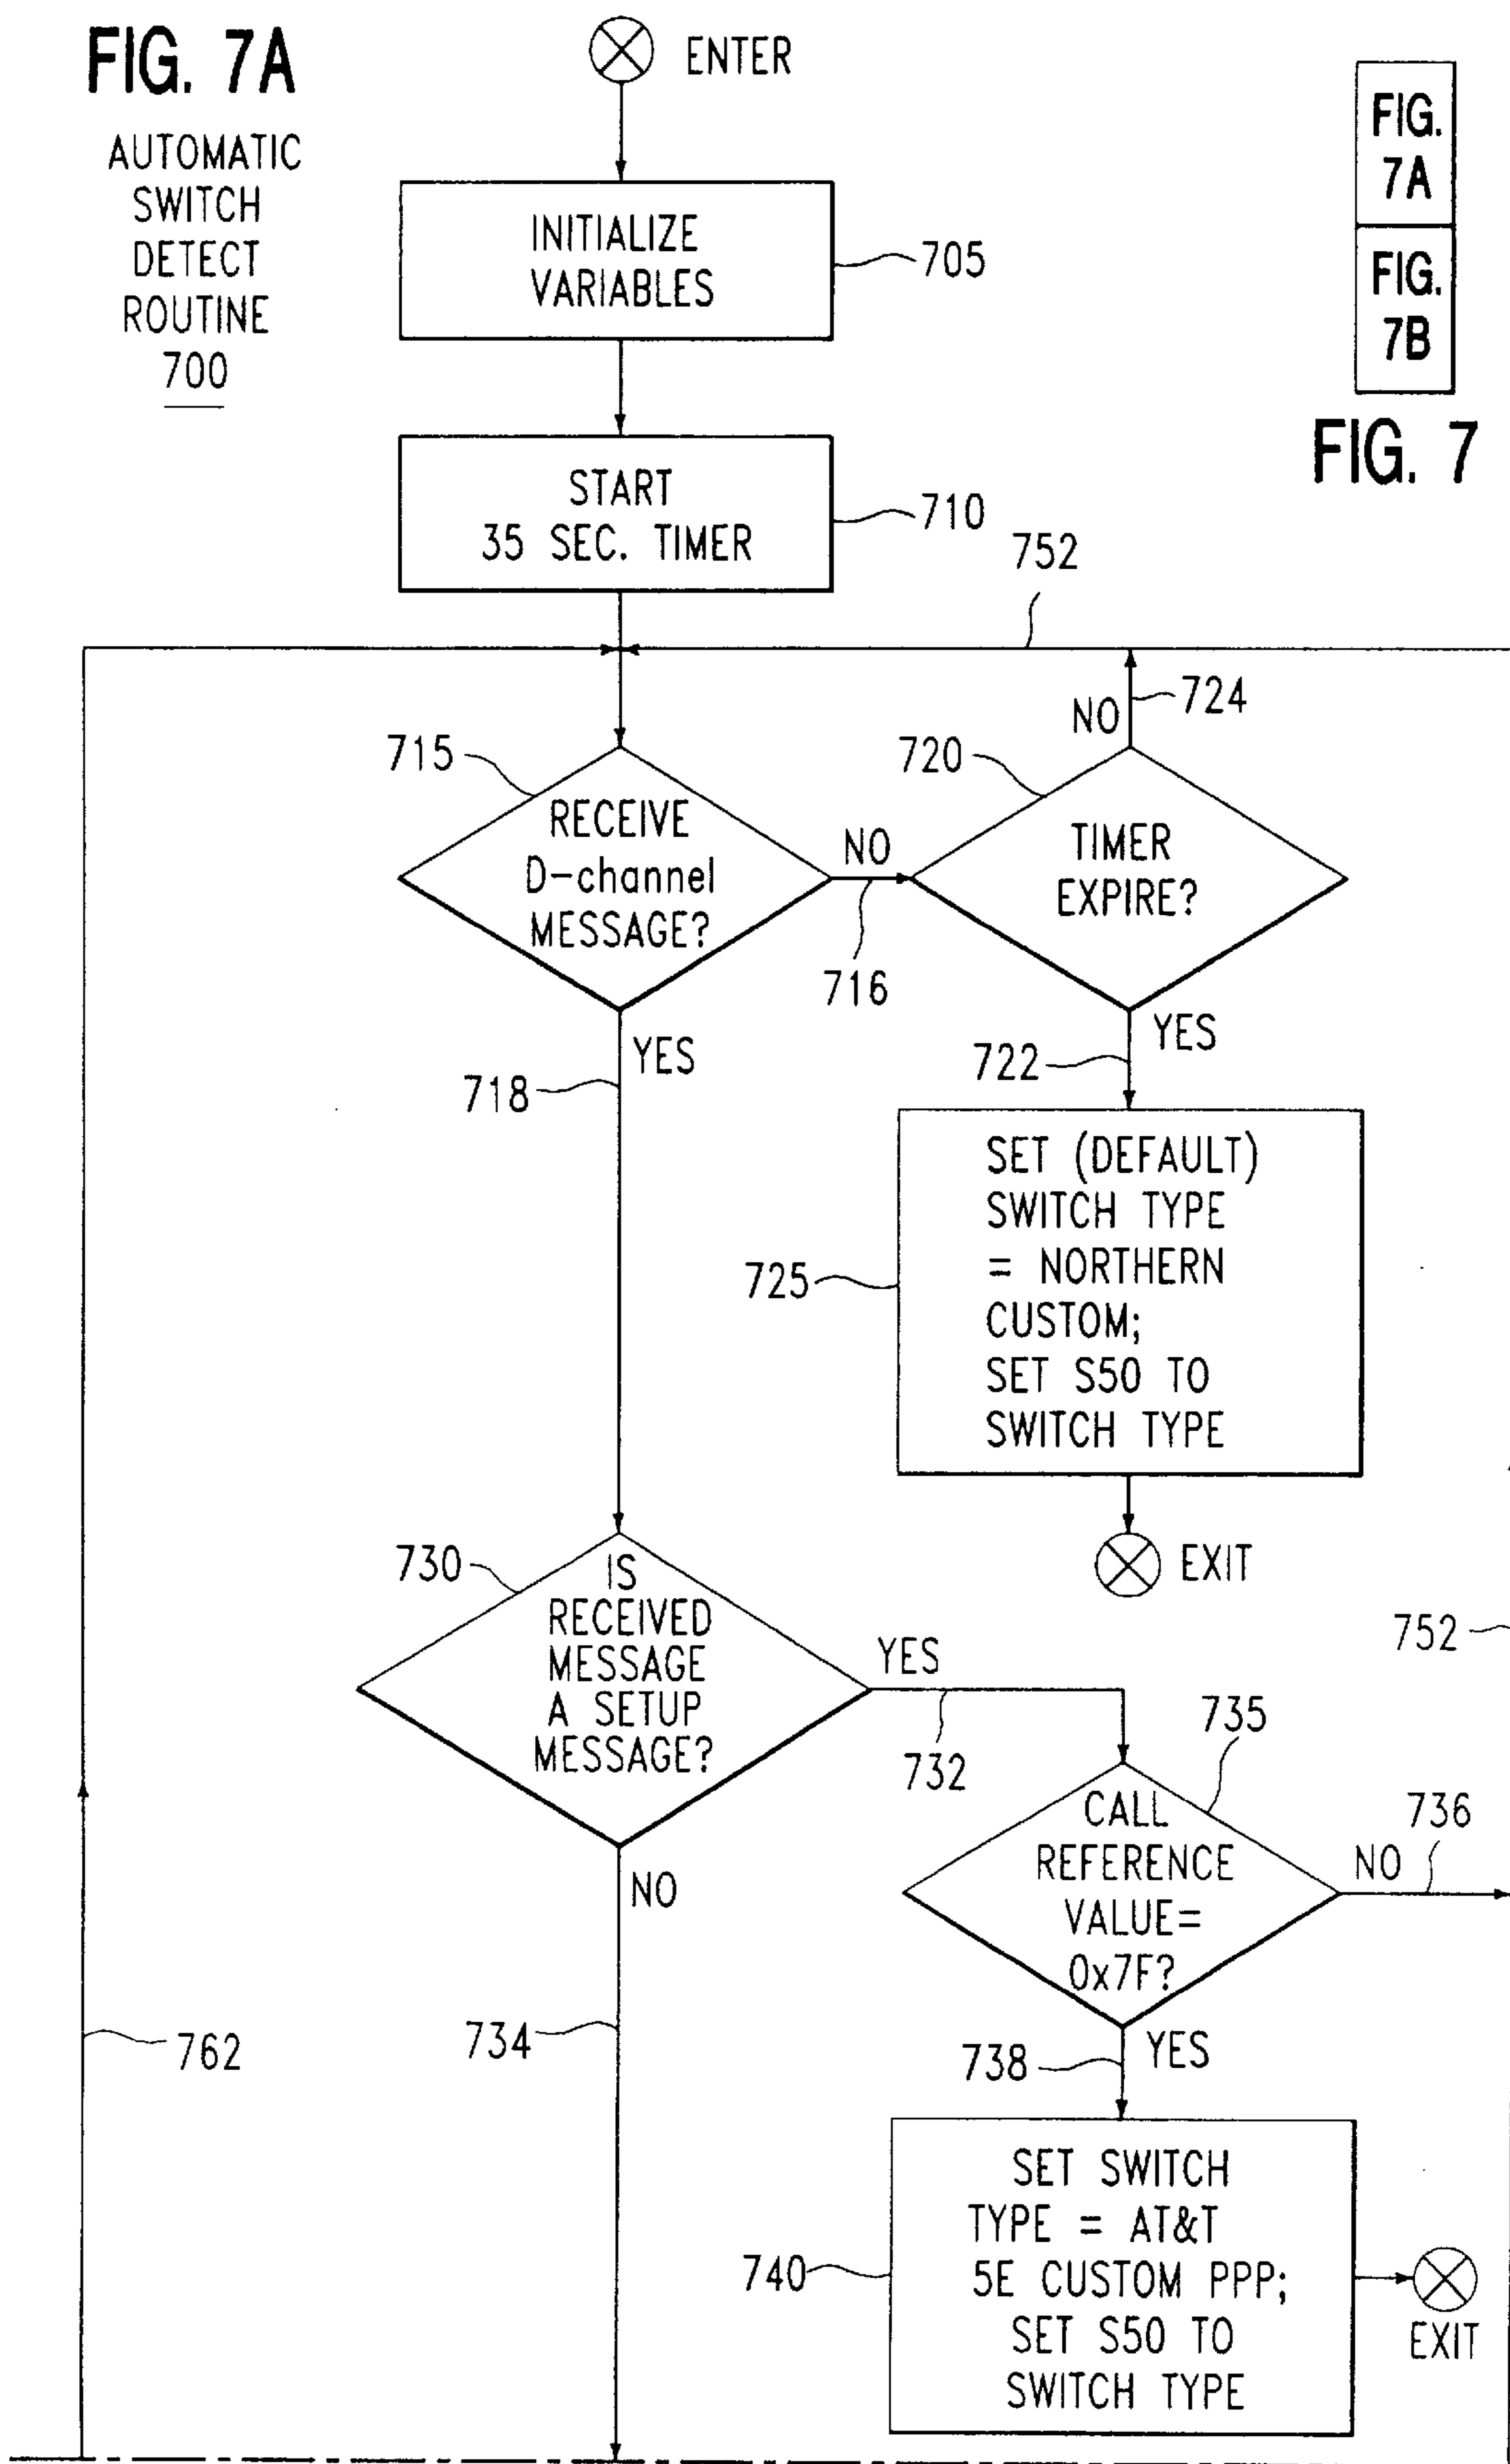 FIG. 7A
AUTOMATIC
SWITCH
DETECT
ROUTINE
700
ENTER
INITIALIZE
VARIABLES
705
START
35 SEC. TIMER
710
FIG.
7A
FIG.
7B
FIG. 7
752
724
NO
715
RECEIVE
D-channel
MESSAGE?
NO
716
720
TIMER
EXPIRE?
YES
718
YES
722
SET (DEFAULT)
SWITCH TYPE
= NORTHERN
CUSTOM;
SET S50 TO
SWITCH TYPE
725
EXIT
730
IS
RECEIVED
MESSAGE
A SETUP
MESSAGE?
YES
732
752
735
CALL
REFERENCE
VALUE=
0x7F?
736
NO
NO
734
762
738
YES
SET SWITCH
TYPE = AT&T
5E CUSTOM PPP;
SET S50 TO
SWITCH TYPE
740
EXIT